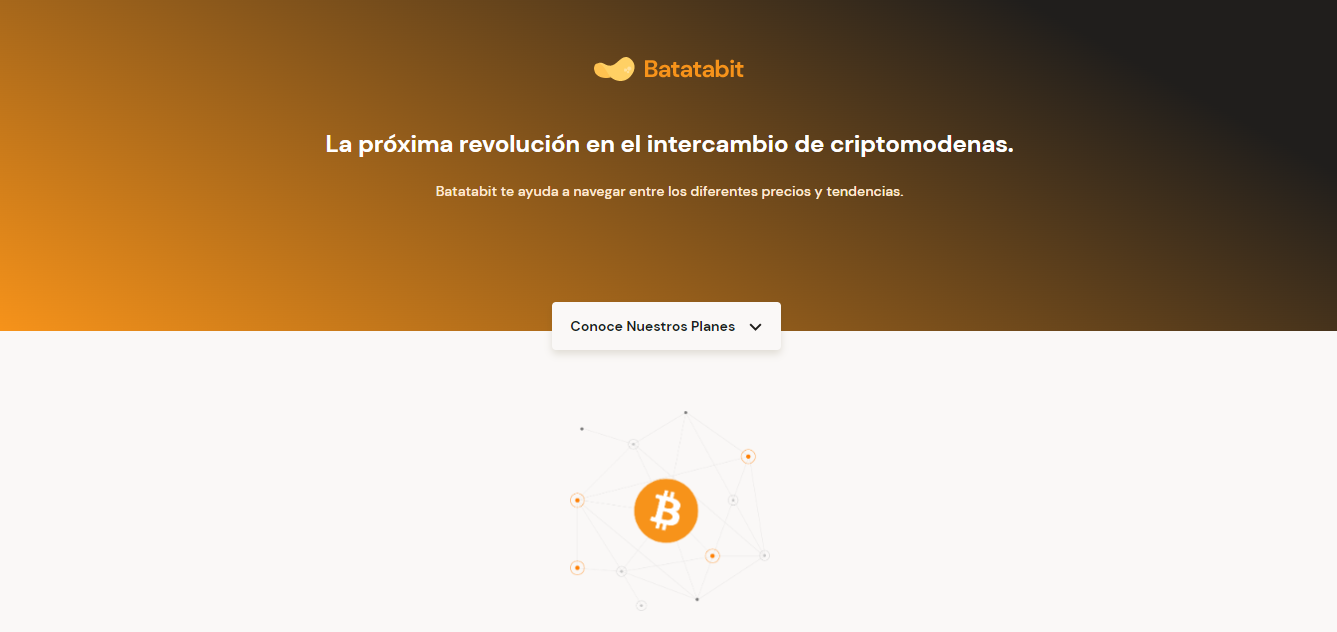 Batatabit
La próxima revolución en el intercambio de criptomodenas.
Batatabit te ayuda a navegar entre los diferentes precios y tendencias.
Conoce Nuestros Planes